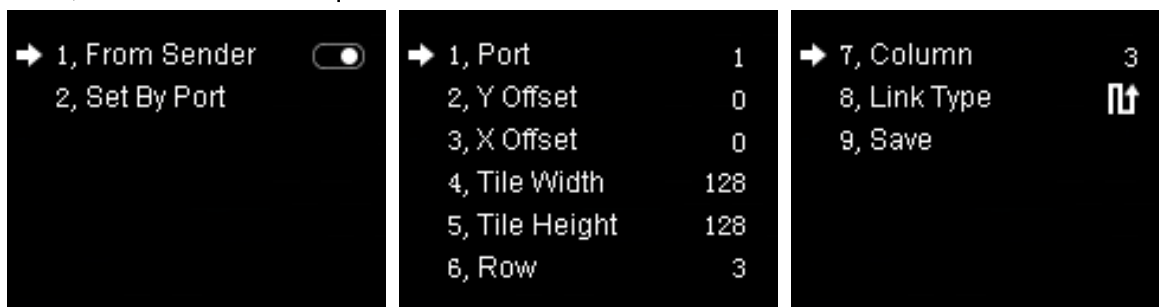 1, From Sender
2, Set By Port
1, Port 1
2, Y Offset 0
3, X Offset 0
4, Tile Width 128
5, Tile Height 128
6, Row 3
7, Column 3
8, Link Type
9, Save